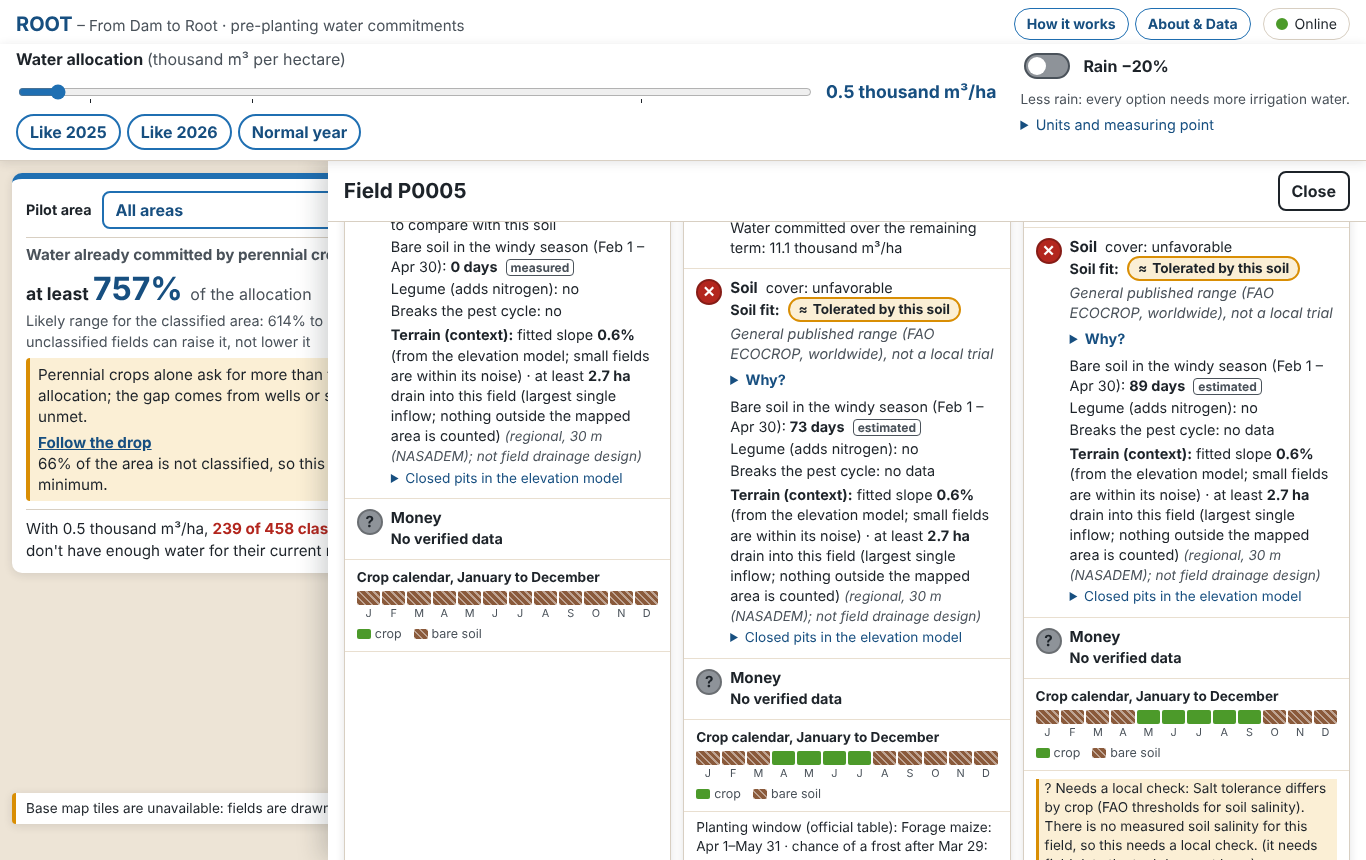 ROOT – From Dam to Root · pre-planting water commitments
How it works
About & Data
Online
Water allocation (thousand m³ per hectare)
0.5 thousand m³/ha
Like 2025
Like 2026
Normal year
Rain −20%
Less rain: every option needs more irrigation water.
Units and measuring point
Pilot area
All areas
Water already committed by perennial
at least 757% of the allocation
Likely range for the classified area: 614% to
unclassified fields can raise it, not lower it
Perennial crops alone ask for more than
allocation; the gap comes from wells or
unmet.
Follow the drop
66% of the area is not classified, so this
minimum.
With 0.5 thousand m³/ha, 239 of 458
don't have enough water for their current
Base map tiles are unavailable: fields are
Field P0005
Close
to compare with this soil
Bare soil in the windy season (Feb 1 –
Apr 30): 0 days measured
Legume (adds nitrogen): no
Breaks the pest cycle: no
Terrain (context): fitted slope 0.6%
(from the elevation model; small fields
are within its noise) · at least 2.7 ha
drain into this field (largest single
inflow; nothing outside the mapped
area is counted) (regional, 30 m
(NASADEM); not field drainage design)
Closed pits in the elevation model
?
Money
No verified data
Crop calendar, January to December
J F M A M J J A S O N D
crop bare soil
Water committed over the remaining
term: 11.1 thousand m³/ha
✕
Soil cover: unfavorable
Soil fit: ≈ Tolerated by this soil
General published range (FAO
ECOCROP, worldwide), not a local trial
Why?
Bare soil in the windy season (Feb 1 –
Apr 30): 73 days estimated
Legume (adds nitrogen): no
Breaks the pest cycle: no data
Terrain (context): fitted slope 0.6%
(from the elevation model; small fields
are within its noise) · at least 2.7 ha
drain into this field (largest single
inflow; nothing outside the mapped
area is counted) (regional, 30 m
(NASADEM); not field drainage design)
Closed pits in the elevation model
?
Money
No verified data
Crop calendar, January to December
J F M A M J J A S O N D
crop bare soil
Planting window (official table): Forage maize:
Apr 1–May 31 · chance of a frost after Mar 29:
✕
Soil cover: unfavorable
Soil fit: ≈ Tolerated by this soil
General published range (FAO
ECOCROP, worldwide), not a local trial
Why?
Bare soil in the windy season (Feb 1 –
Apr 30): 89 days estimated
Legume (adds nitrogen): no
Breaks the pest cycle: no data
Terrain (context): fitted slope 0.6%
(from the elevation model; small fields
are within its noise) · at least 2.7 ha
drain into this field (largest single
inflow; nothing outside the mapped
area is counted) (regional, 30 m
(NASADEM); not field drainage design)
Closed pits in the elevation model
?
Money
No verified data
Crop calendar, January to December
J F M A M J J A S O N D
crop bare soil
? Needs a local check: Salt tolerance differs
by crop (FAO thresholds for soil salinity).
There is no measured soil salinity for this
field, so this needs a local check. (it needs